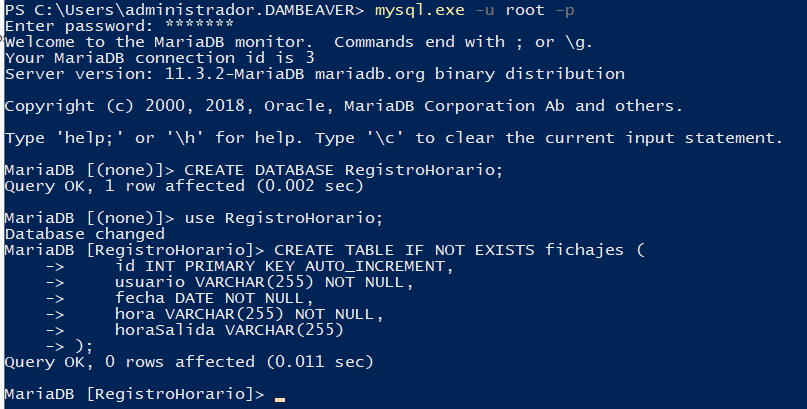 PS C:\Users\administrador.DAMBEAVER> mysql.exe -u root -p
Enter password: *******
Welcome to the MariaDB monitor.  Commands end with ; or \g.
Your MariaDB connection id is 3
Server version: 11.3.2-MariaDB mariadb.org binary distribution
Copyright (c) 2000, 2018, Oracle, MariaDB Corporation Ab and others.
Type 'help;' or '\h' for help. Type '\c' to clear the current input statement.
MariaDB [(none)]> CREATE DATABASE RegistroHorario;
Query OK, 1 row affected (0.002 sec)
MariaDB [(none)]> use RegistroHorario;
Database changed
MariaDB [RegistroHorario]> CREATE TABLE IF NOT EXISTS fichajes (
    ->     id INT PRIMARY KEY AUTO_INCREMENT,
    ->     usuario VARCHAR(255) NOT NULL,
    ->     fecha DATE NOT NULL,
    ->     hora VARCHAR(255) NOT NULL,
    ->     horaSalida VARCHAR(255)
    -> );
Query OK, 0 rows affected (0.011 sec)
MariaDB [RegistroHorario]>